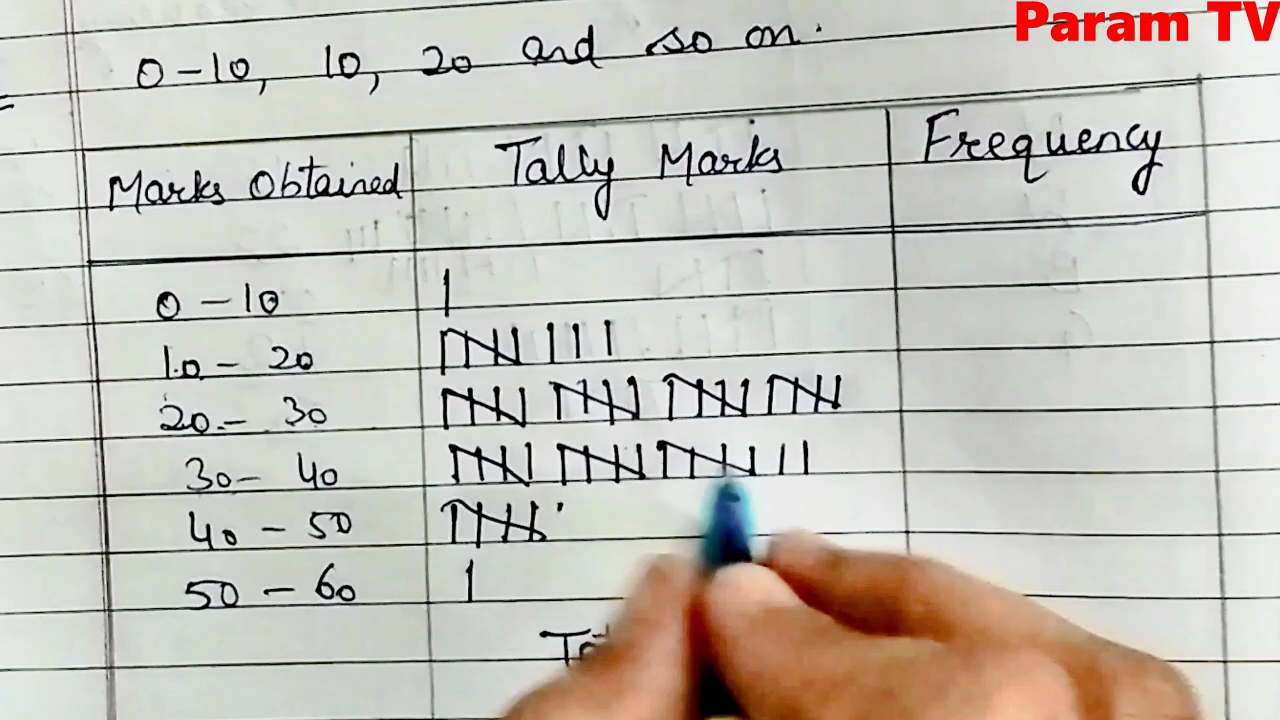 Param TV
0-10, 10, 20 and so on.
Marks Obtained Tally Marks Frequency
0-10
10-20
20-30
30-40
40-50
50-60